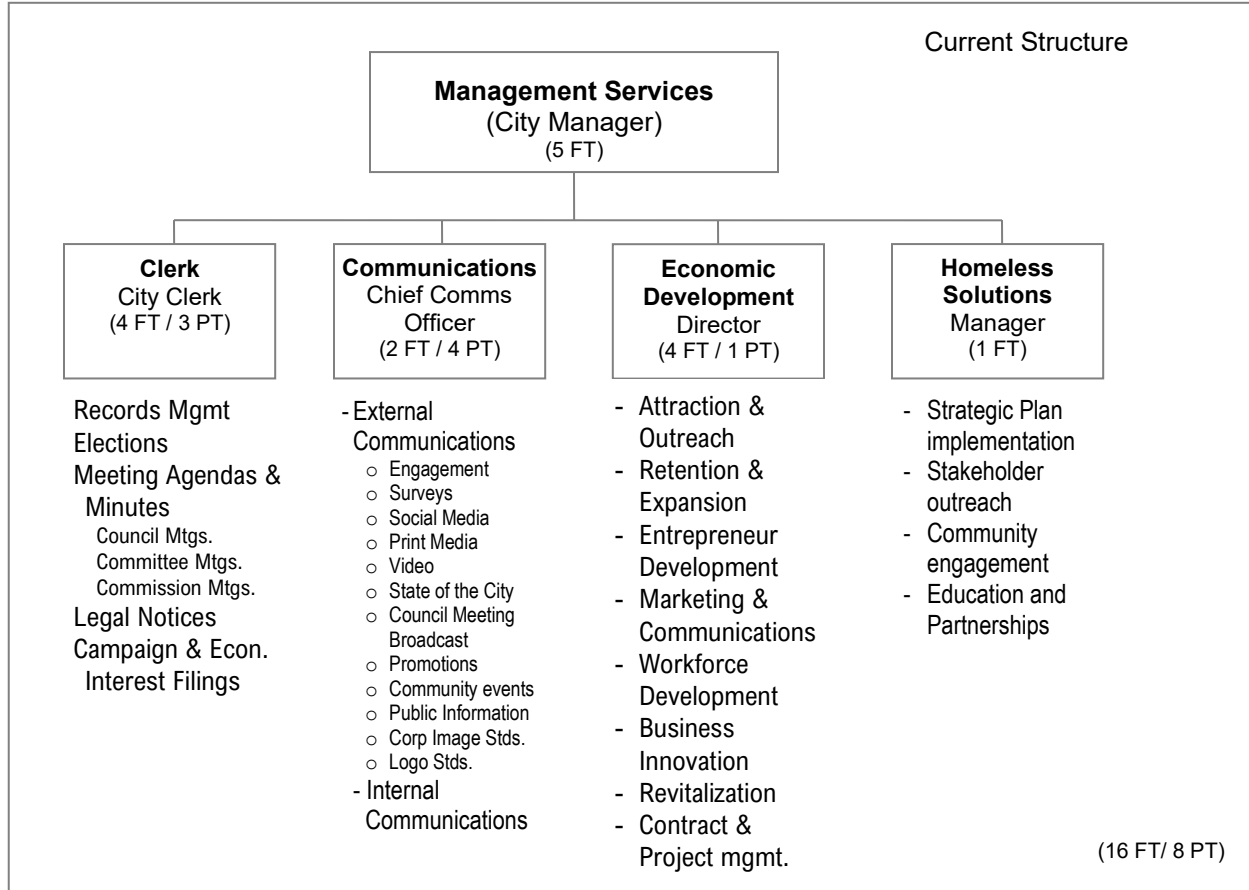 Current Structure
Management Services
(City Manager)
(5 FT)
Clerk
City Clerk
(4 FT / 3 PT)
Records Mgmt
Elections
Meeting Agendas &
Minutes
Council Mtgs.
Committee Mtgs.
Commission Mtgs.
Legal Notices
Campaign & Econ.
Interest Filings
Communications
Chief Comms
Officer
(2 FT / 4 PT)
- External
Communications
o Engagement
o Surveys
o Social Media
o Print Media
o Video
o State of the City
o Council Meeting
Broadcast
o Promotions
o Community events
o Public Information
o Corp Image Stds.
o Logo Stds.
- Internal
Communications
Economic
Development
Director
(4 FT / 1 PT)
- Attraction &
Outreach
- Retention &
Expansion
- Entrepreneur
Development
- Marketing &
Communications
- Workforce
Development
- Business
Innovation
- Revitalization
- Contract &
Project mgmt.
Homeless
Solutions
Manager
(1 FT)
- Strategic Plan
implementation
- Stakeholder
outreach
- Community
engagement
- Education and
Partnerships
(16 FT/ 8 PT)